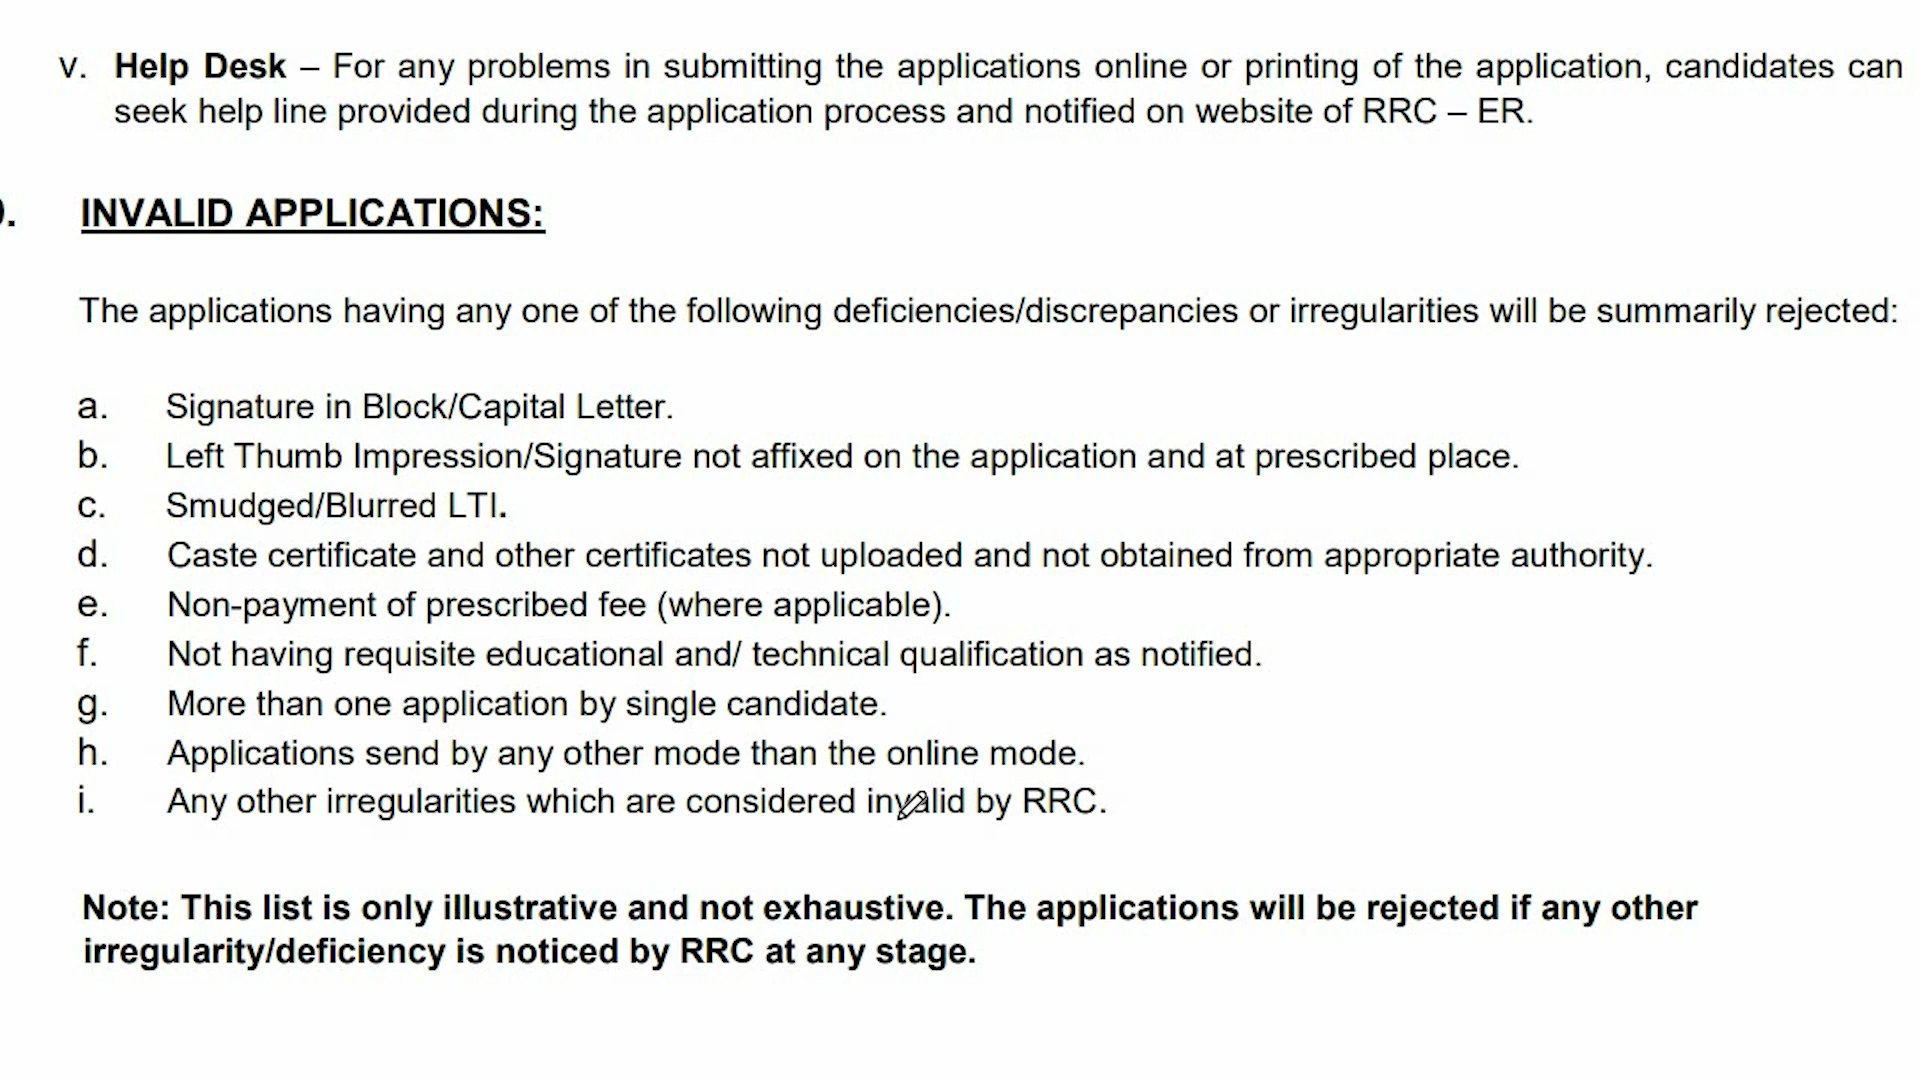 v. Help Desk – For any problems in submitting the applications online or printing of the application, candidates can
seek help line provided during the application process and notified on website of RRC – ER.
. INVALID APPLICATIONS:
The applications having any one of the following deficiencies/discrepancies or irregularities will be summarily rejected:
a. Signature in Block/Capital Letter.
b. Left Thumb Impression/Signature not affixed on the application and at prescribed place.
c. Smudged/Blurred LTI.
d. Caste certificate and other certificates not uploaded and not obtained from appropriate authority.
e. Non-payment of prescribed fee (where applicable).
f. Not having requisite educational and/ technical qualification as notified.
g. More than one application by single candidate.
h. Applications send by any other mode than the online mode.
i. Any other irregularities which are considered invalid by RRC.
Note: This list is only illustrative and not exhaustive. The applications will be rejected if any other
irregularity/deficiency is noticed by RRC at any stage.